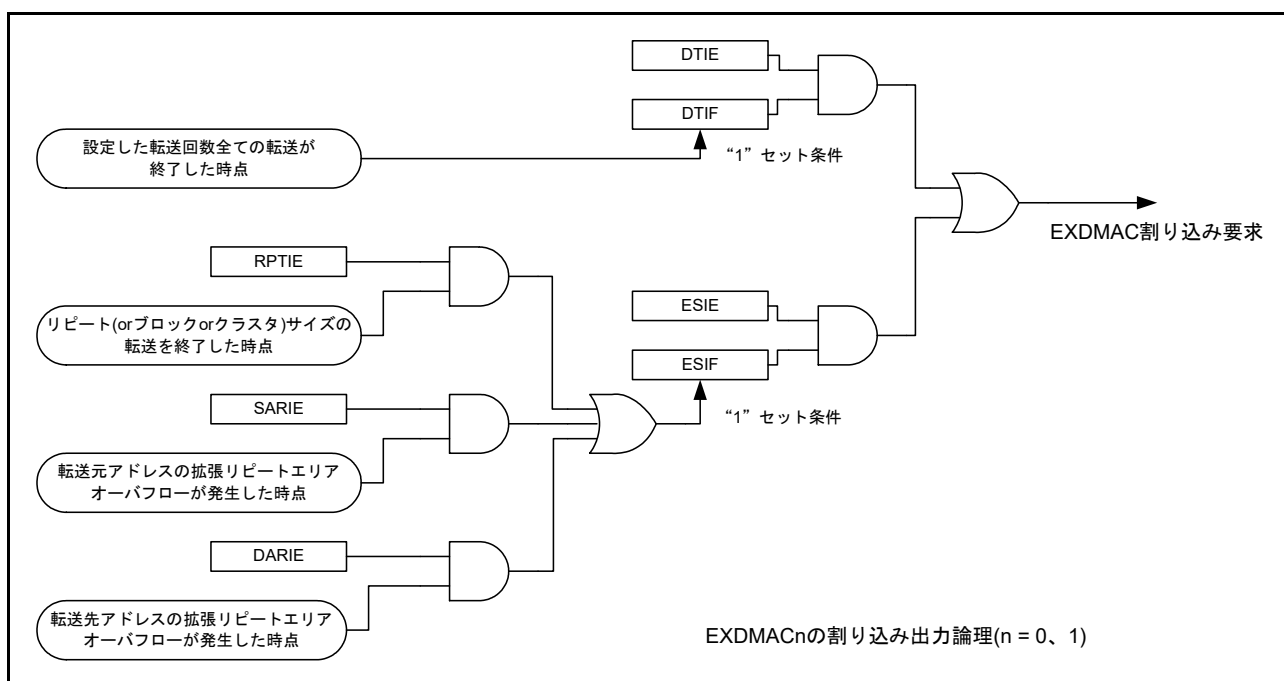 DTIE
DTIF
設定した転送回数全ての転送が
終了した時点
“1”セット条件
EXDMAC割り込み要求
RPTIE
リピート(orブロックorクラスタ)サイズの
転送を終了した時点
ESIE
ESIF
SARIE
“1”セット条件
転送元アドレスの拡張リピートエリア
オーバフローが発生した時点
DARIE
転送先アドレスの拡張リピートエリア
オーバフローが発生した時点
EXDMACnの割り込み出力論理(n = 0、1)